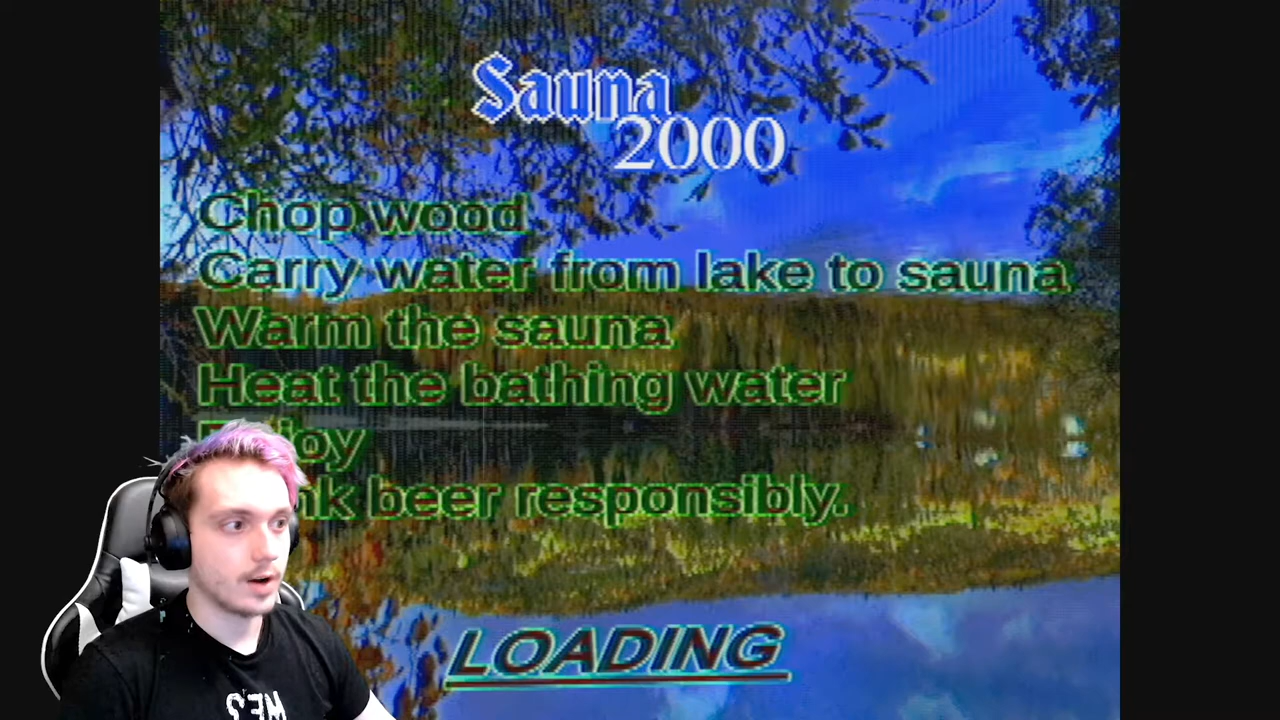 Sauna
2000
Chop wood
Carry water from lake to sauna
Warm the sauna
Heat the bathing water
beer responsibly.
LOADING